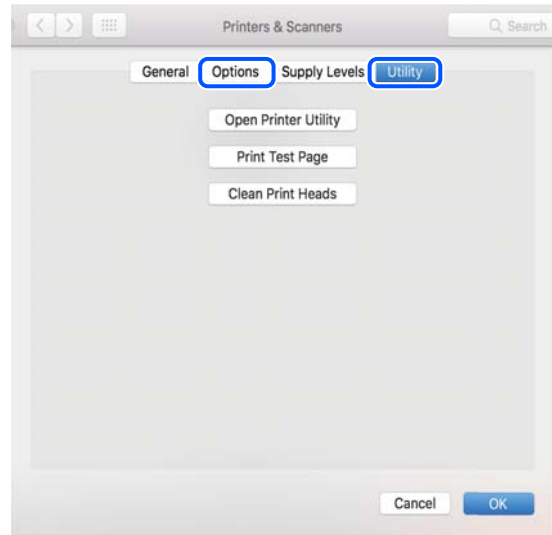 Printers & Scanners
Search
General Options Supply Levels Utility
Open Printer Utility
Print Test Page
Clean Print Heads
Cancel OK